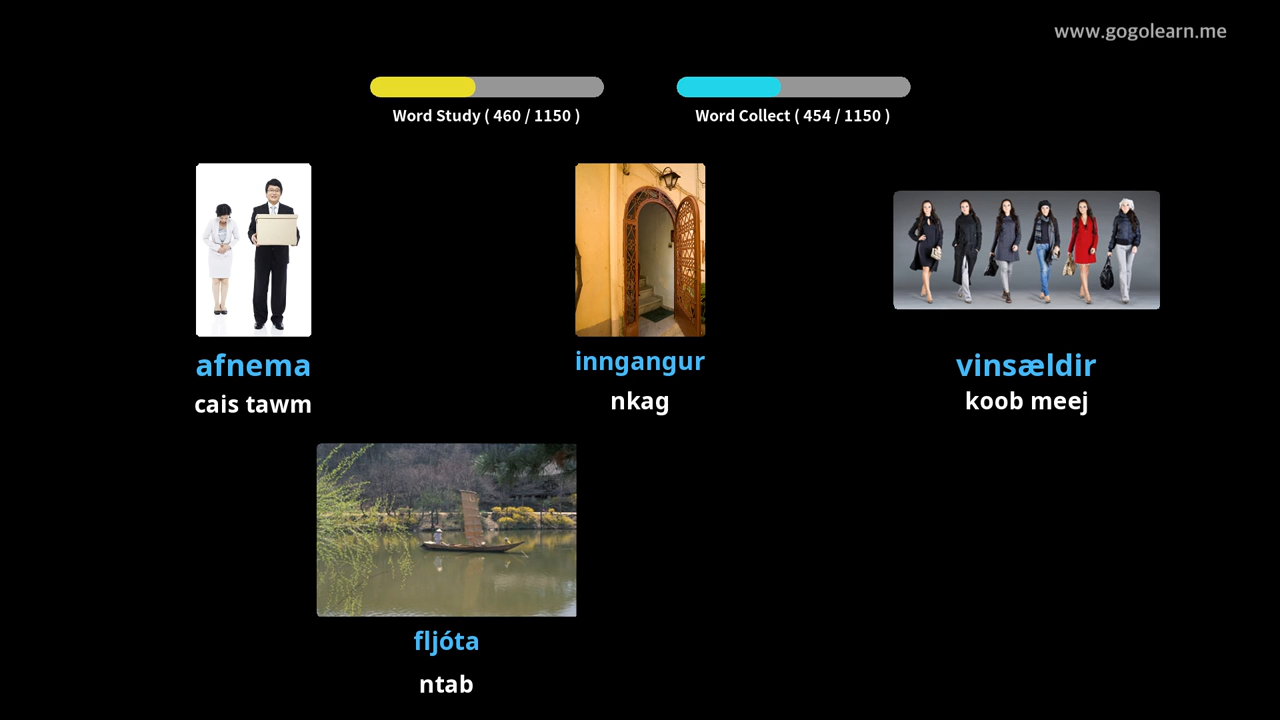 www.gogolearn.me
Word Study ( 460 / 1150 )
Word Collect ( 454 / 1150 )
afnema
cais tawm
inngangur
nkag
vinsældir
koob meej
fljóta
ntab